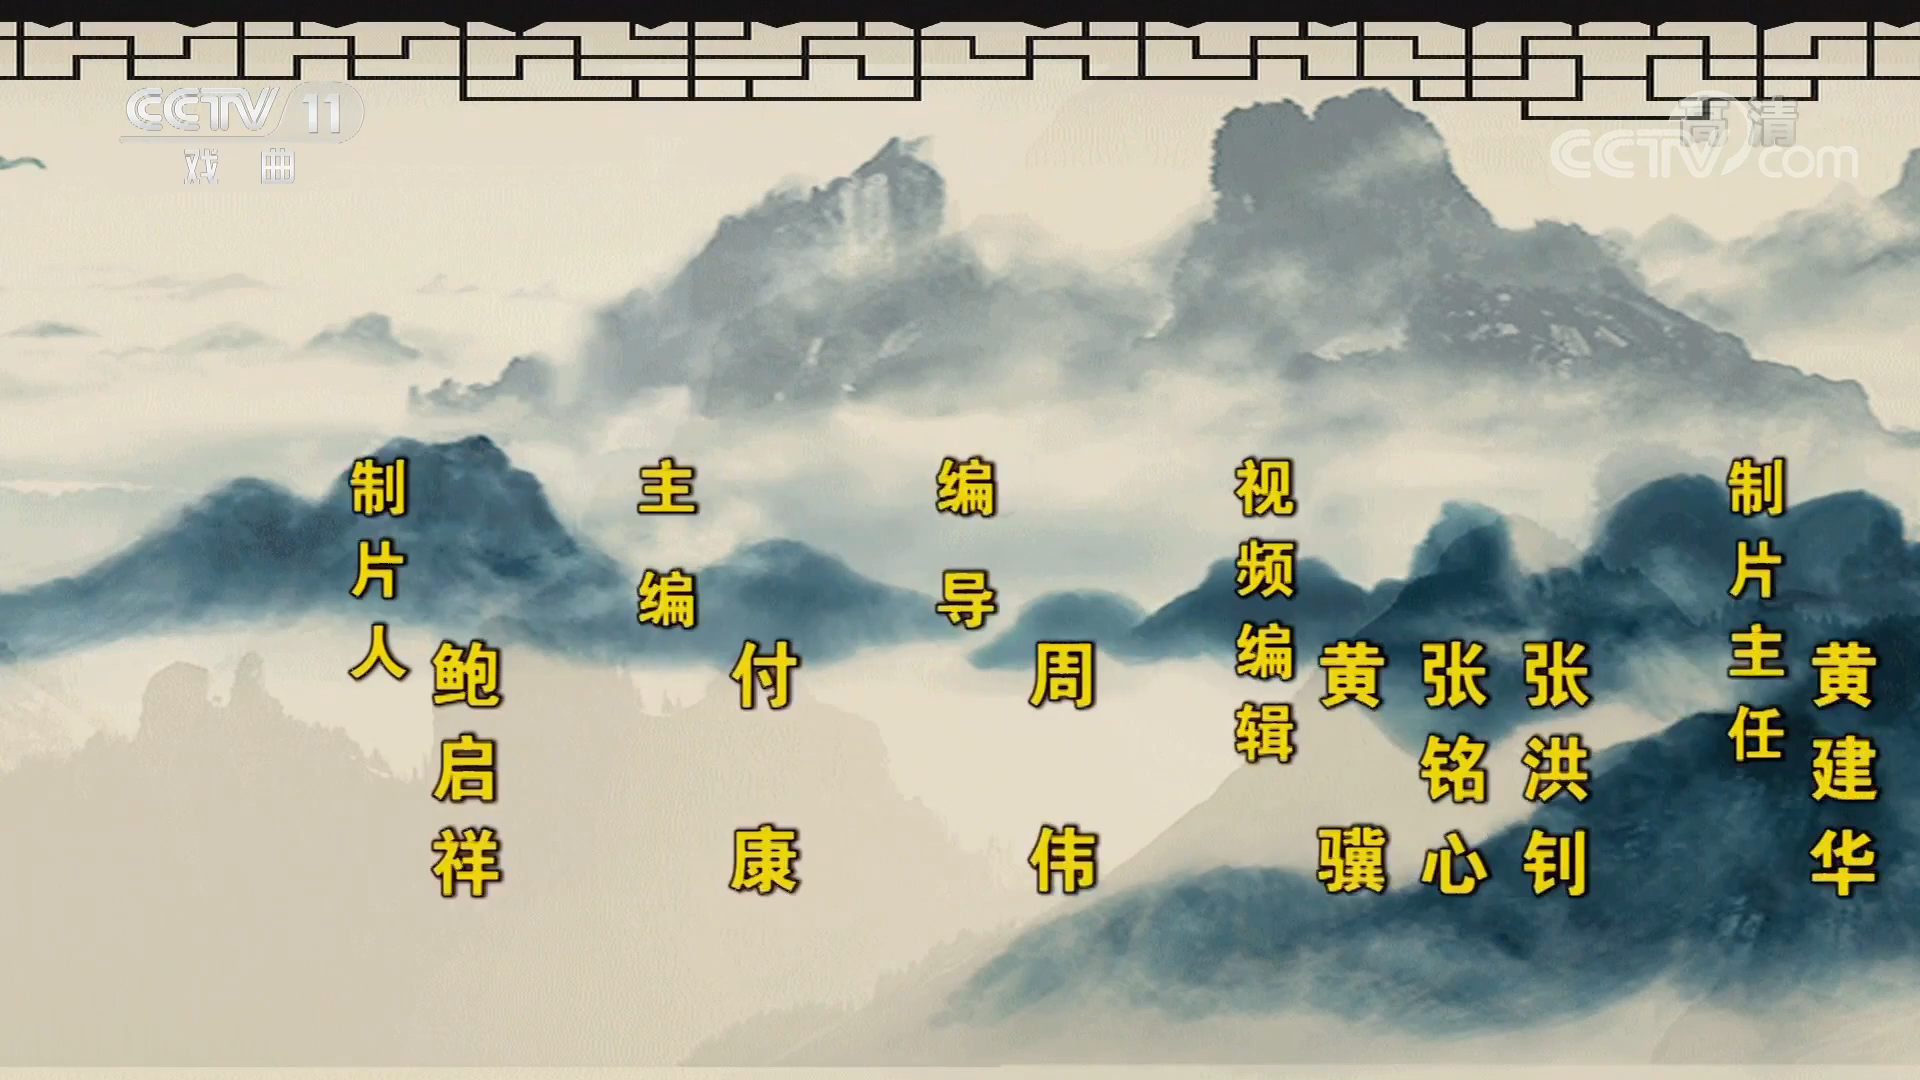 CCTV 11
戏曲
高清
CCTV.com
制片人
鲍启祥
主编
付康
编导
周伟
视频编辑
黄骥
张铭心
张洪钊
制片主任
黄建华